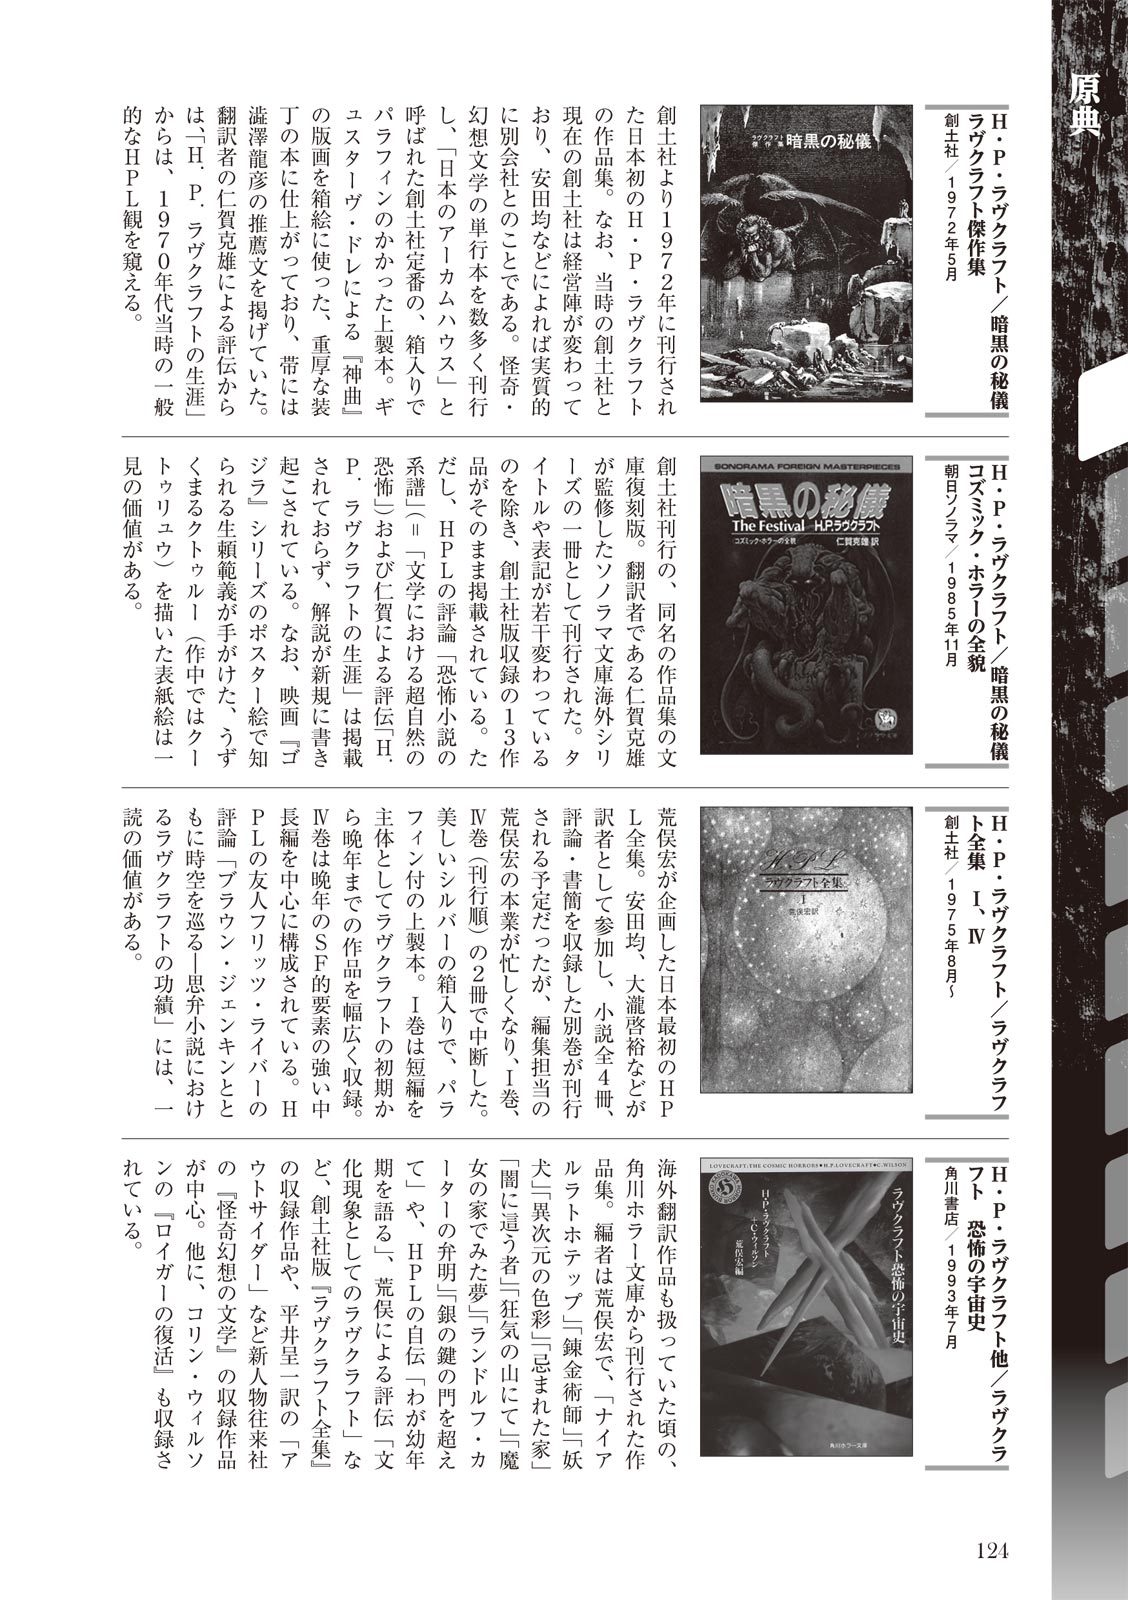 原典
H・P・ラヴクラフト／暗黒の秘儀
ラヴクラフト傑作集
創土社／1972年5月
ラヴクラフト
傑作集
暗黒の秘儀
創土社より1972年に刊行され
た日本初のH・P・ラヴクラフト
の作品集。なお、当時の創土社と
現在の創土社は経営陣が変わって
おり、安田均などによれば実質的
に別会社とのことである。怪奇・
幻想文学の単行本を数多く刊行
し、「日本のアーカムハウス」と
呼ばれた創土社定番の、箱入りで
パラフィンのかかった上製本。ギ
ュスターヴ・ドレによる『神曲』
の版画を箱絵に使った、重厚な装
丁の本に仕上がっており、帯には
澁澤龍彦の推薦文を掲げていた。
翻訳者の仁賀克雄による評伝から
は、「H．P．ラヴクラフトの生涯」
からは、1970年代当時の一般
的なHPL観を窺える。
H・P・ラヴクラフト／暗黒の秘儀
コズミック・ホラーの全貌
朝日ソノラマ／1985年11月
SONORAMA FOREIGN MASTERPIECES
暗黒の秘儀
The Festival H.P.ラヴクラフト
コズミック・ホラーの全貌
仁賀克雄 訳
創土社刊行の、同名の作品集の文
庫復刻版。翻訳者である仁賀克雄
が監修したソノラマ文庫海外シリ
ーズの一冊として刊行された。タ
イトルや表記が若干変わっている
のを除き、創土社版収録の13作
品がそのまま掲載されている。た
だし、HPLの評論「恐怖小説の
系譜」（＝「文学における超自然の
恐怖」）および仁賀による評伝「H．
P．ラヴクラフトの生涯」は掲載
されておらず、解説が新規に書き
起こされている。なお、映画『ゴ
ジラ』シリーズのポスター絵で知
られる生頼範義が手がけた、うず
くまるクトゥルー（作中ではクー
トゥリュウ）を描いた表紙絵は一
見の価値がある。
H・P・ラヴクラフト／ラヴクラフ
ト全集 Ⅰ、Ⅳ
創土社／1975年8月〜
H.P.L
ラヴクラフト全集
Ⅰ
荒俣宏訳
荒俣宏が企画した日本最初のHP
L全集。安田均、大瀧啓裕などが
訳者として参加し、小説全4冊、
評論・書簡を収録した別巻が刊行
される予定だったが、編集担当の
荒俣宏の本業が忙しくなり、Ⅰ巻、
Ⅳ巻（刊行順）の2冊で中断した。
美しいシルバーの箱入りで、パラ
フィン付の上製本。Ⅰ巻は短編を
主体としてラヴクラフトの初期か
ら晩年までの作品を幅広く収録。
Ⅳ巻は晩年のSF的要素の強い中
長編を中心に構成されている。H
PLの友人フリッツ・ライバーの
評論「ブラウン・ジェンキンとと
もに時空を巡る―思弁小説におけ
るラヴクラフトの功績」には、一
読の価値がある。
H・P・ラヴクラフト他／ラヴクラ
フト 恐怖の宇宙史
角川書店／1993年7月
LOVECRAFT:THE COSMIC HORRORS●H.P.LOVECRAFT●C.WILSON
ラヴクラフト恐怖の宇宙史
H・P・ラヴクラフト
＋C・ウィルソン
荒俣宏編
角川ホラー文庫
海外翻訳作品も扱っていた頃の、
角川ホラー文庫から刊行された作
品集。編者は荒俣宏で、「ナイア
ルラトホテップ」「錬金術師」「妖
犬」「異次元の色彩」「忌まれた家」
「闇に這う者」「狂気の山にて」「魔
女の家でみた夢」「ランドルフ・カ
ーターの弁明」「銀の鍵の門を超え
て」や、HPLの自伝「わが幼年
期を語る」、荒俣による評伝「文
化現象としてのラヴクラフト」な
ど、創土社版『ラヴクラフト全集』
の収録作品や、平井呈一訳の「ア
ウトサイダー」など新人物往来社
の『怪奇幻想の文学』の収録作品
が中心。他に、コリン・ウィルソ
ンの『ロイガーの復活』も収録さ
れている。
124